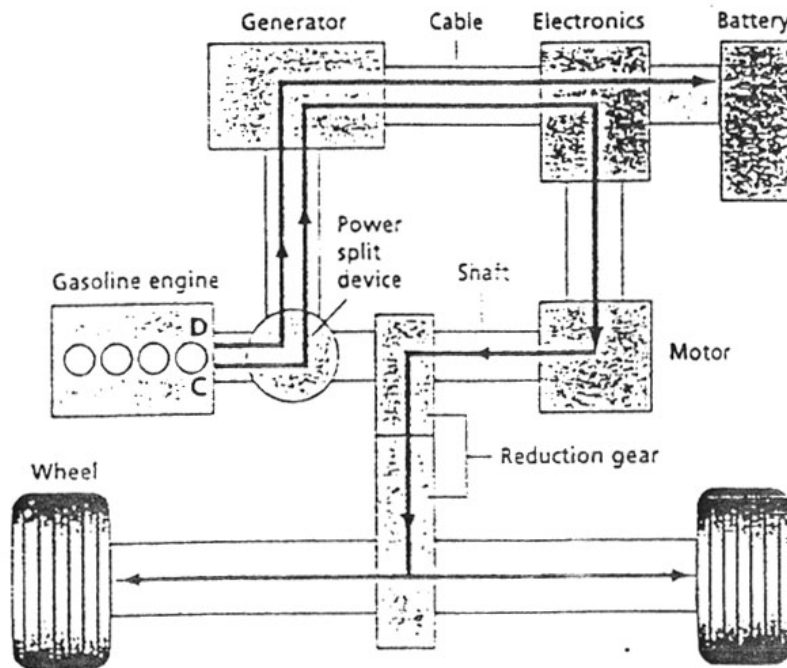 Generator
Cable
Electronics
Battery
Power
split
device
Gasoline engine
Shaft
D
C
Motor
Reduction gear
Wheel